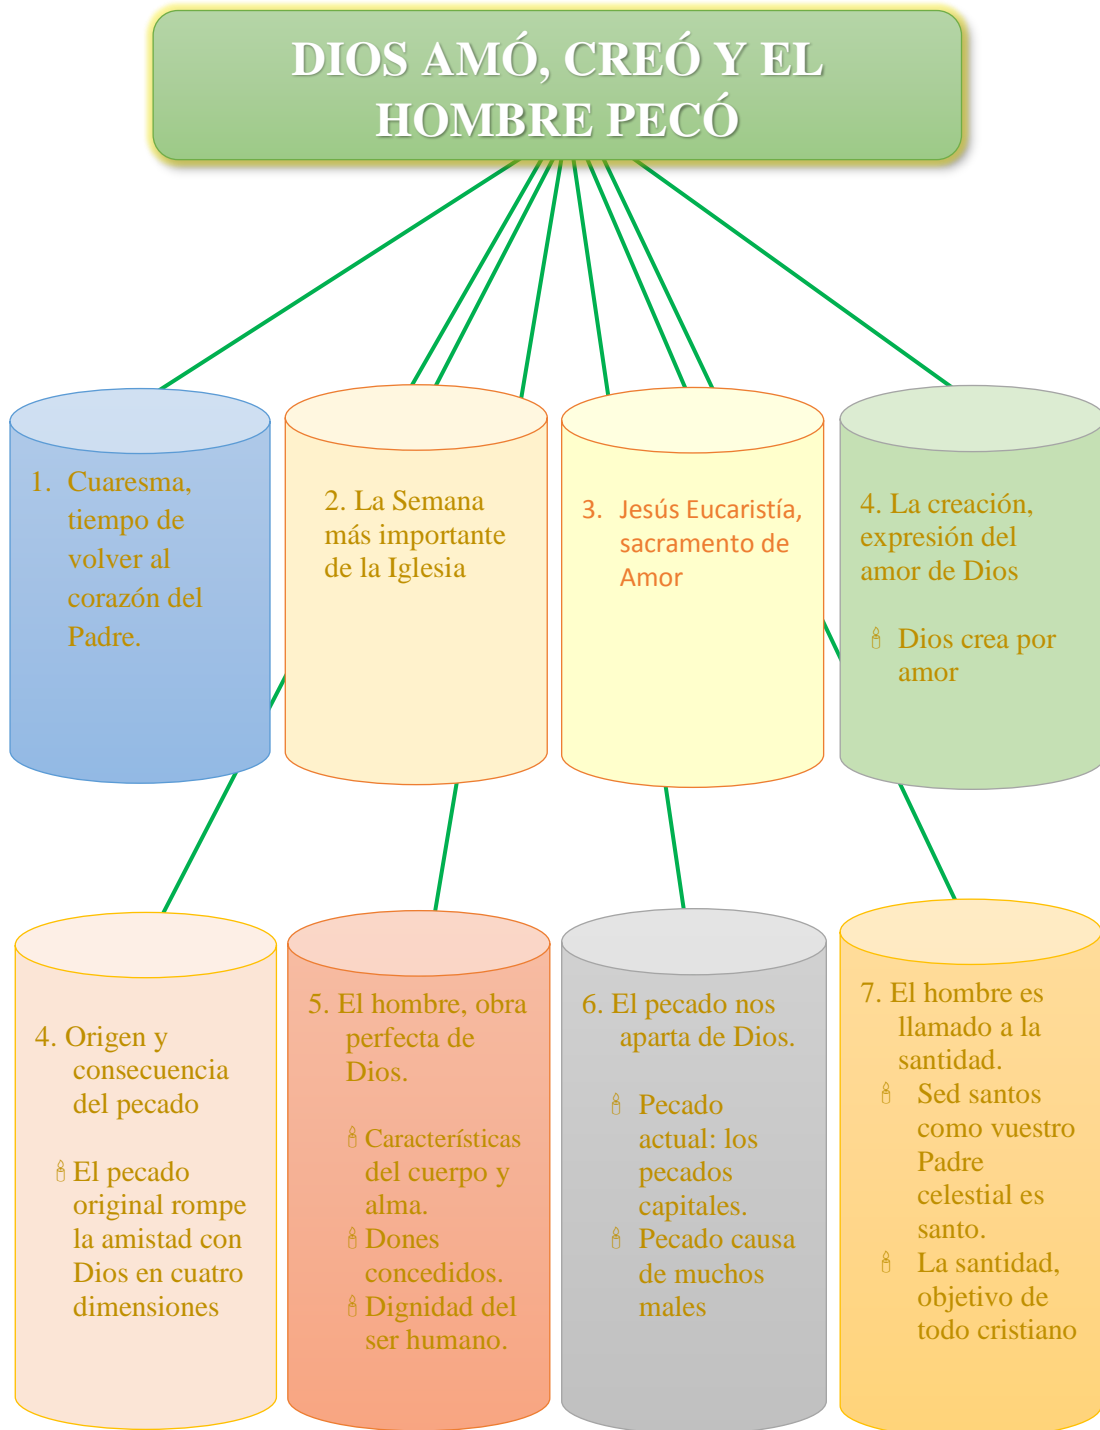 DIOS AMÓ, CREÓ Y EL
HOMBRE PECÓ
1. Cuaresma,
tiempo de
volver al
corazón del
Padre.
2. La Semana
más importante
de la Iglesia
3. Jesús Eucaristía,
sacramento de
Amor
4. La creación,
expresión del
amor de Dios
Dios crea por
amor
4. Origen y
consecuencia
del pecado
El pecado
original rompe
la amistad con
Dios en cuatro
dimensiones
5. El hombre, obra
perfecta de
Dios.
Características
del cuerpo y
alma.
Dones
concedidos.
Dignidad del
ser humano.
6. El pecado nos
aparta de Dios.
Pecado
actual: los
pecados
capitales.
Pecado causa
de muchos
males
7. El hombre es
llamado a la
santidad.
Sed santos
como vuestro
Padre
celestial es
santo.
La santidad,
objetivo de
todo cristiano